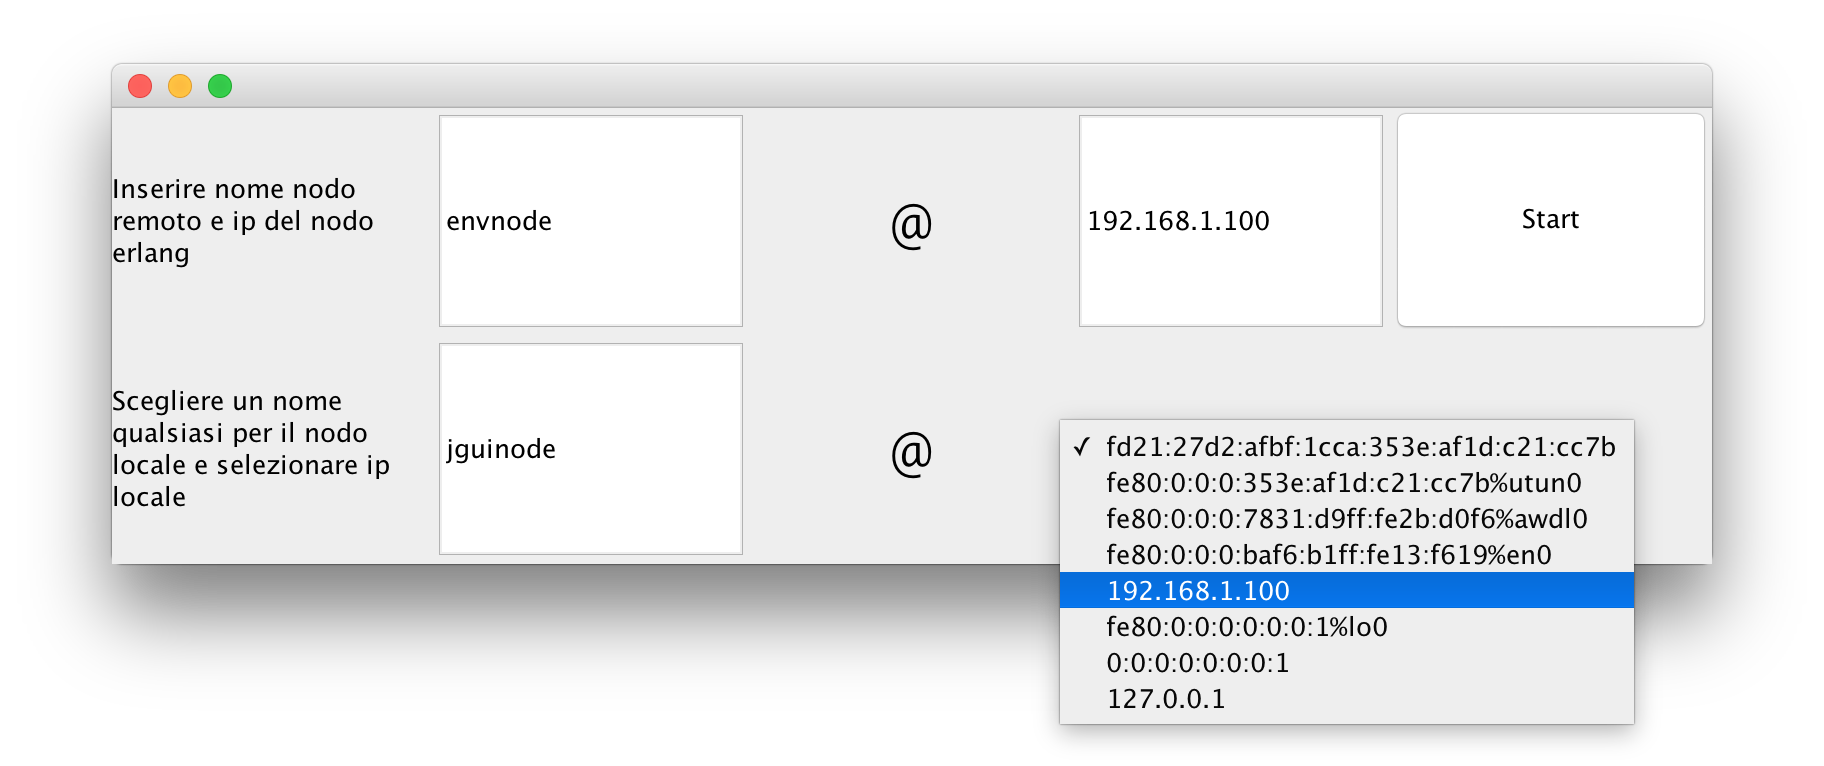 Inserire nome nodo
remoto e ip del nodo
erlang
envnode
@
192.168.1.100
Start
Scegliere un nome
qualsiasi per il nodo
locale e selezionare ip
locale
jguinode
@
✓ fd21:27d2:afbf:1cca:353e:af1d:c21:cc7b
fe80:0:0:0:353e:af1d:c21:cc7b%utun0
fe80:0:0:0:7831:d9ff:fe2b:d0f6%awdl0
fe80:0:0:0:baf6:b1ff:fe13:f619%en0
192.168.1.100
fe80:0:0:0:0:0:0:1%lo0
0:0:0:0:0:0:0:1
127.0.0.1